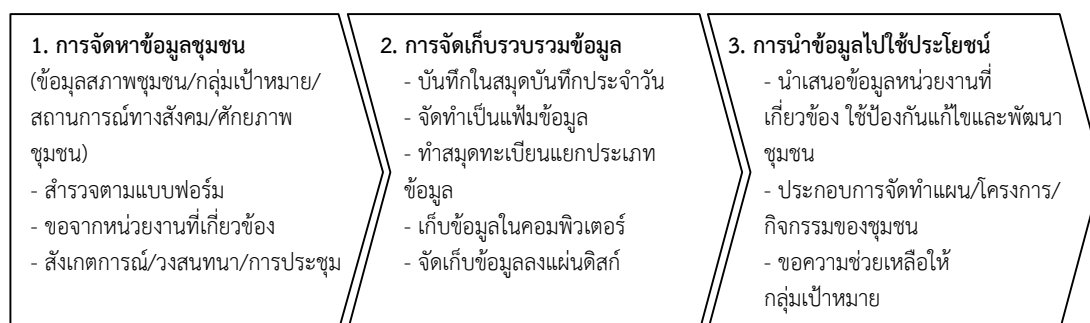 1. การจัดหาข้อมูลชุมชน
(ข้อมุลสภาพชุมชน/กลุ่มเป้าหมาย/
สถานการณ์ทางสังคม/ศักยภาพ
ชุมชน)
- สำรวจตามแบบฟอร์ม
- ขอจากหน่วยงานที่เกี่ยวข้อง
- สังเกตการณ์/วงสนทนา/การประชุม
2. การจัดเก็บรวบรวมข้อมูล
- บันทึกในสมุดบันทึกประจำวัน
- จัดทำเป็นแฟ้มข้อมูล
- ทำสมุดทะเบียนแยกประเภท
ข้อมูล
- เก็บข้อมูลในคอมพิวเตอร์
- จัดเก็บข้อมูลลงแผ่นดิสก์
3. การนำข้อมูลไปใช้ประโยชน์
- นำเสนอข้อมูลหน่วยงานที่
เกี่ยวข้อง ใช้ป้องกันแก้ไขและพัฒนา
ชุมชน
- ประกอบการจัดทำแผน/โครงการ/
กิจกรรมของชุมชน
- ขอความช่วยเหลือให้
กลุ่มเป้าหมาย